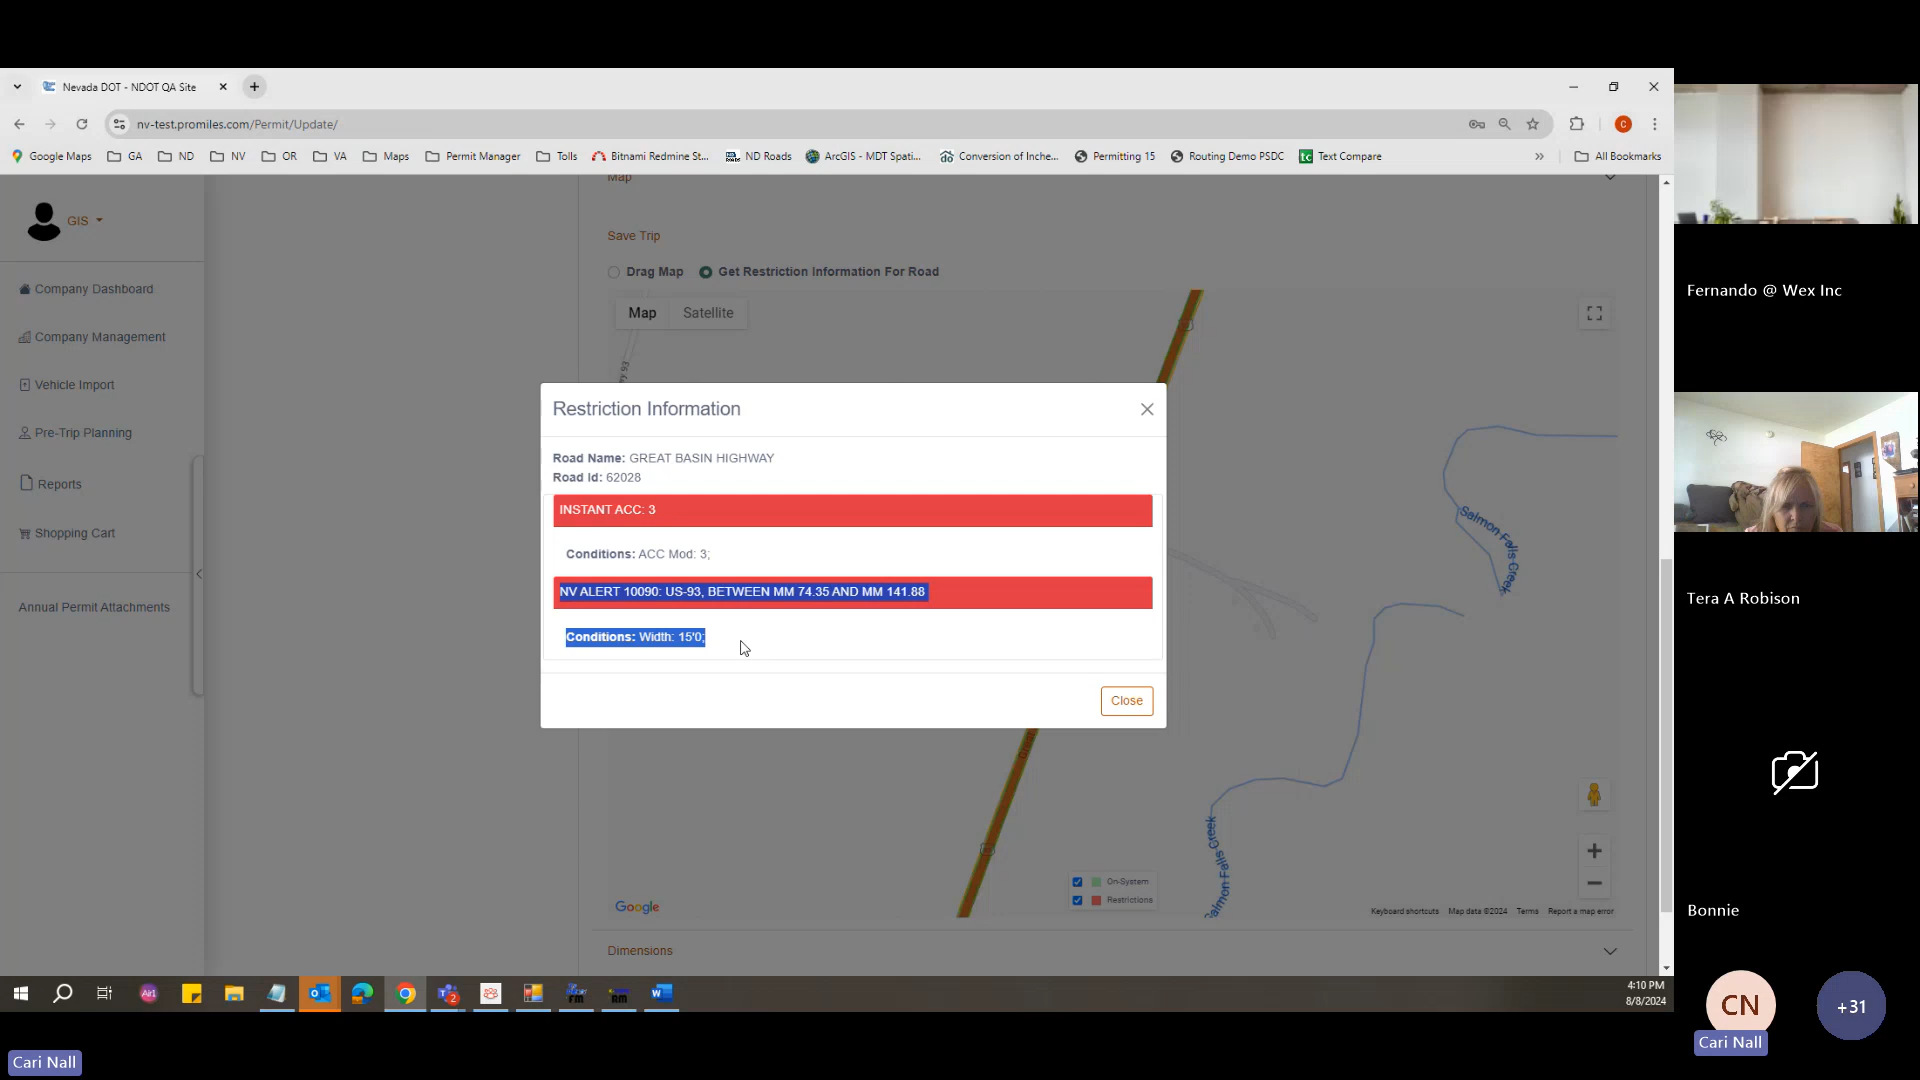 Nevada DOT - NDOT QA Site
nv-test.promiles.com/Permit/Update/
C
Google Maps
GA
ND
NV
OR
VA
Maps
Permit Manager
Tolls
Bitnami Redmine St...
ND Roads
ArcGIS - MDT Spati...
Conversion of Inche...
Permitting 15
Routing Demo PSDC
tc Text Compare
»
All Bookmarks
GIS
Company Dashboard
Company Management
Vehicle Import
Pre-Trip Planning
Reports
Shopping Cart
Annual Permit Attachments
Map
Save Trip
Drag Map
Get Restriction Information For Road
Map
Satellite
Restriction Information
Road Name: GREAT BASIN HIGHWAY
Road Id: 62028
INSTANT ACC: 3
Conditions: ACC Mod: 3;
NV ALERT 10090: US-93, BETWEEN MM 74.35 AND MM 141.88
Conditions: Width: 15'0;
Close
Salmon Falls Creek
Salmon Falls Creek
On-System
Restrictions
Google
Keyboard shortcuts
Map data ©2024
Terms
Report a map error
Dimensions
4:10 PM
8/8/2024
Fernando @ Wex Inc
Tera A Robison
Bonnie
CN
+31
Cari Nall
Cari Nall